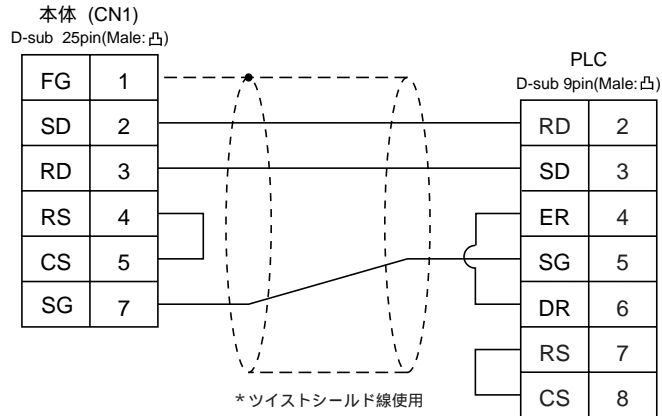 本体 (CN1)
D-sub 25pin(Male:凸)
FG 1
SD 2
RD 3
RS 4
CS 5
SG 7
PLC
D-sub 9pin(Male:凸)
RD 2
SD 3
ER 4
SG 5
DR 6
RS 7
CS 8
*ツイストシールド線使用